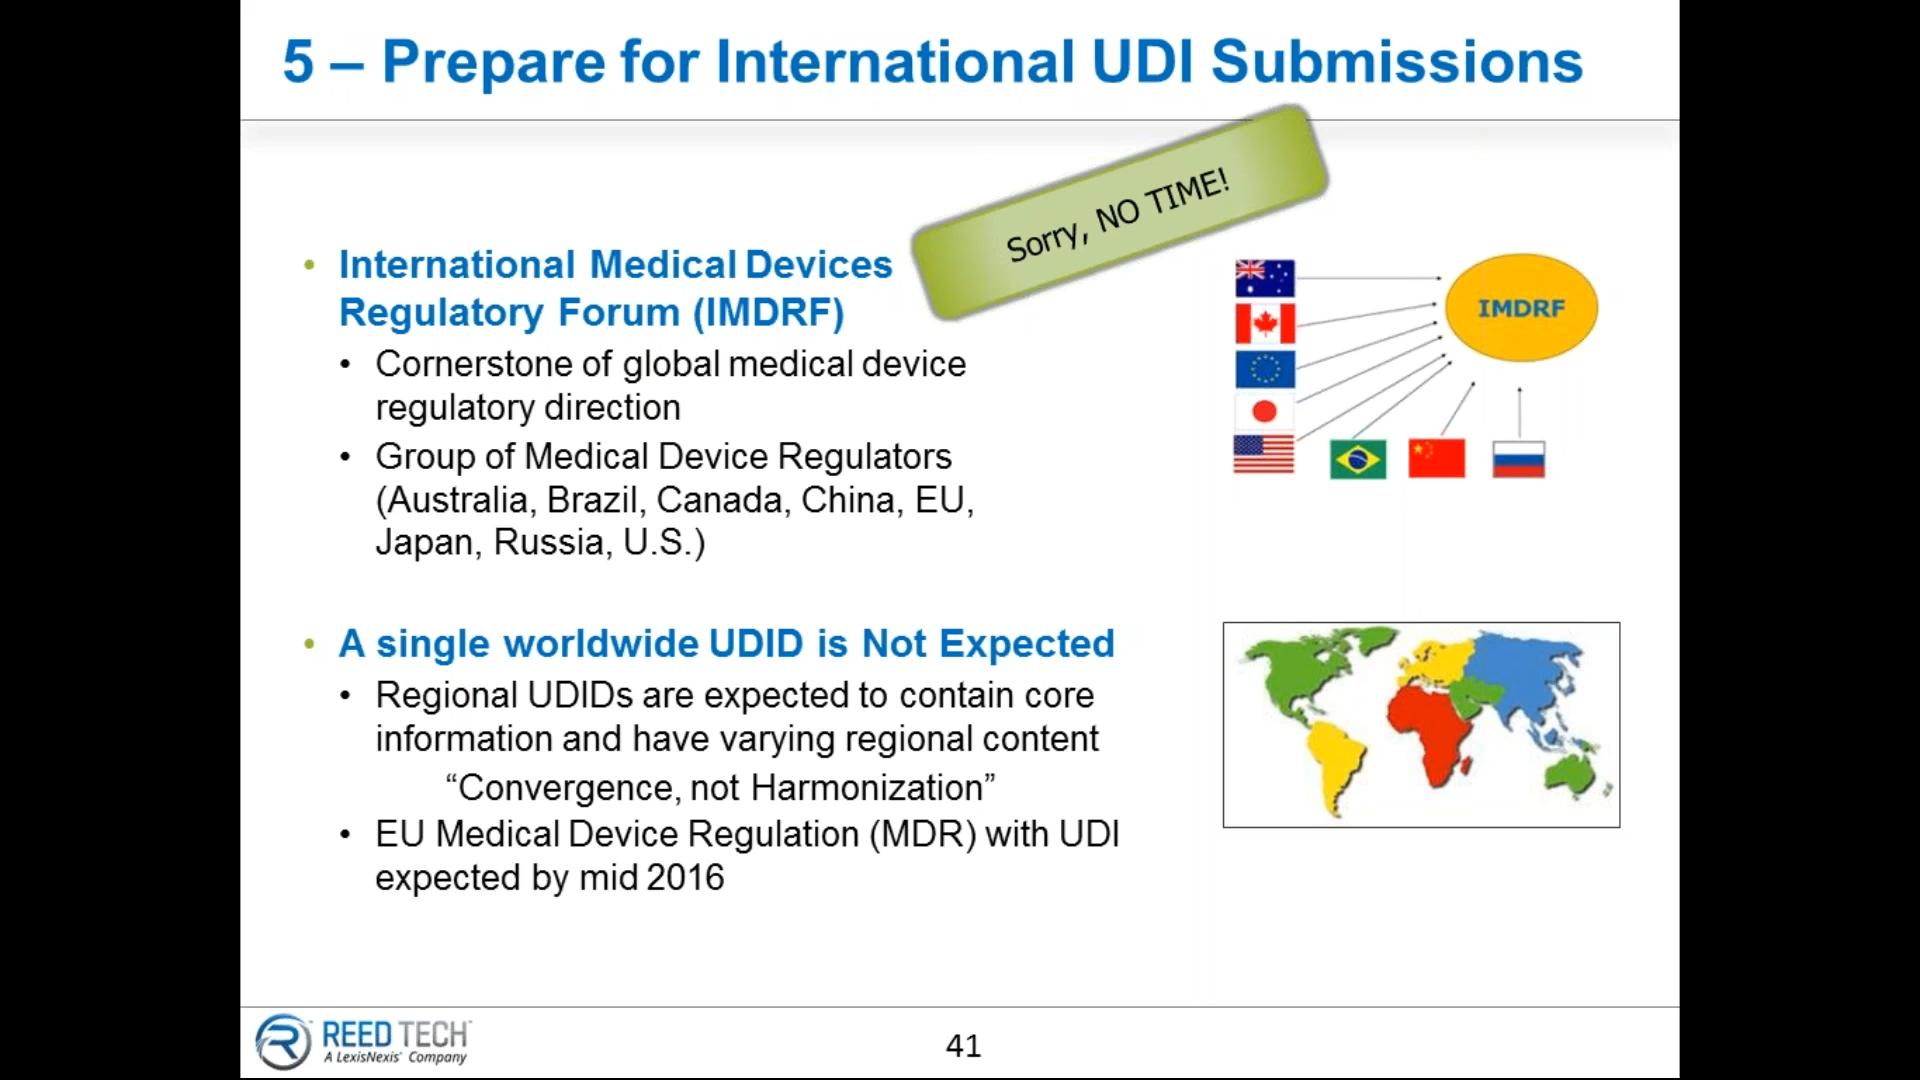 5 – Prepare for International UDI Submissions
Sorry, NO TIME!
• International Medical Devices
Regulatory Forum (IMDRF)
• Cornerstone of global medical device
regulatory direction
• Group of Medical Device Regulators
(Australia, Brazil, Canada, China, EU,
Japan, Russia, U.S.)
IMDRF
• A single worldwide UDID is Not Expected
• Regional UDIDs are expected to contain core
information and have varying regional content
“Convergence, not Harmonization”
• EU Medical Device Regulation (MDR) with UDI
expected by mid 2016
REED TECH™
A LexisNexis® Company
41